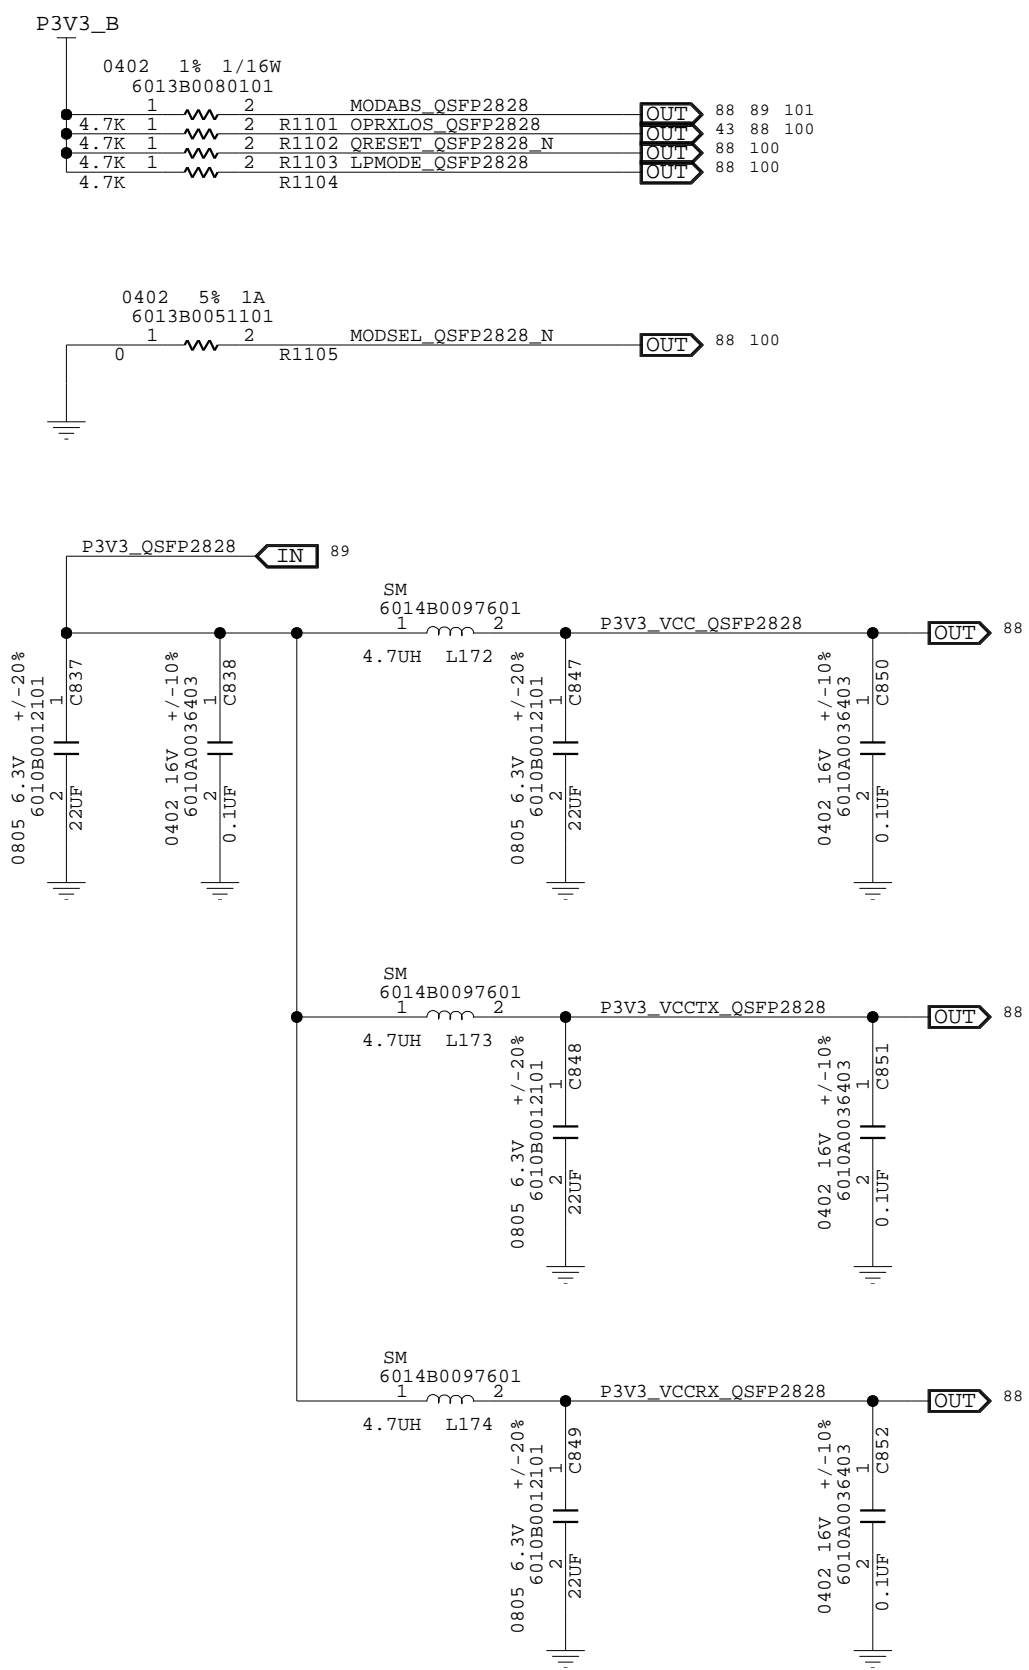 P3V3_B
0402 1% 1/16W
6013B0080101
1 2 MODABS_QSFP2828 OUT 88 89 101
4.7K 1 2 R1101 OPRXLOS_QSFP2828 OUT 43 88 100
4.7K 1 2 R1102 QRESET_QSFP2828_N OUT 88 100
4.7K 1 2 R1103 LPMODE_QSFP2828 OUT 88 100
4.7K R1104
0402 5% 1A
6013B0051101
1 2 MODSEL_QSFP2828_N OUT 88 100
0 R1105
P3V3_QSFP2828 IN 89
SM
6014B0097601
1 2 P3V3_VCC_QSFP2828 OUT 88
4.7UH L172
0805 6.3V +/-20%
6010B0012101
2 1
22UF C837
0402 16V +/-10%
6010A0036403
2 1
0.1UF C838
0805 6.3V +/-20%
6010B0012101
2 1
22UF C847
0402 16V +/-10%
6010A0036403
2 1
0.1UF C850
SM
6014B0097601
1 2 P3V3_VCCTX_QSFP2828 OUT 88
4.7UH L173
0805 6.3V +/-20%
6010B0012101
2 1
22UF C848
0402 16V +/-10%
6010A0036403
2 1
0.1UF C851
SM
6014B0097601
1 2 P3V3_VCCRX_QSFP2828 OUT 88
4.7UH L174
0805 6.3V +/-20%
6010B0012101
2 1
22UF C849
0402 16V +/-10%
6010A0036403
2 1
0.1UF C852